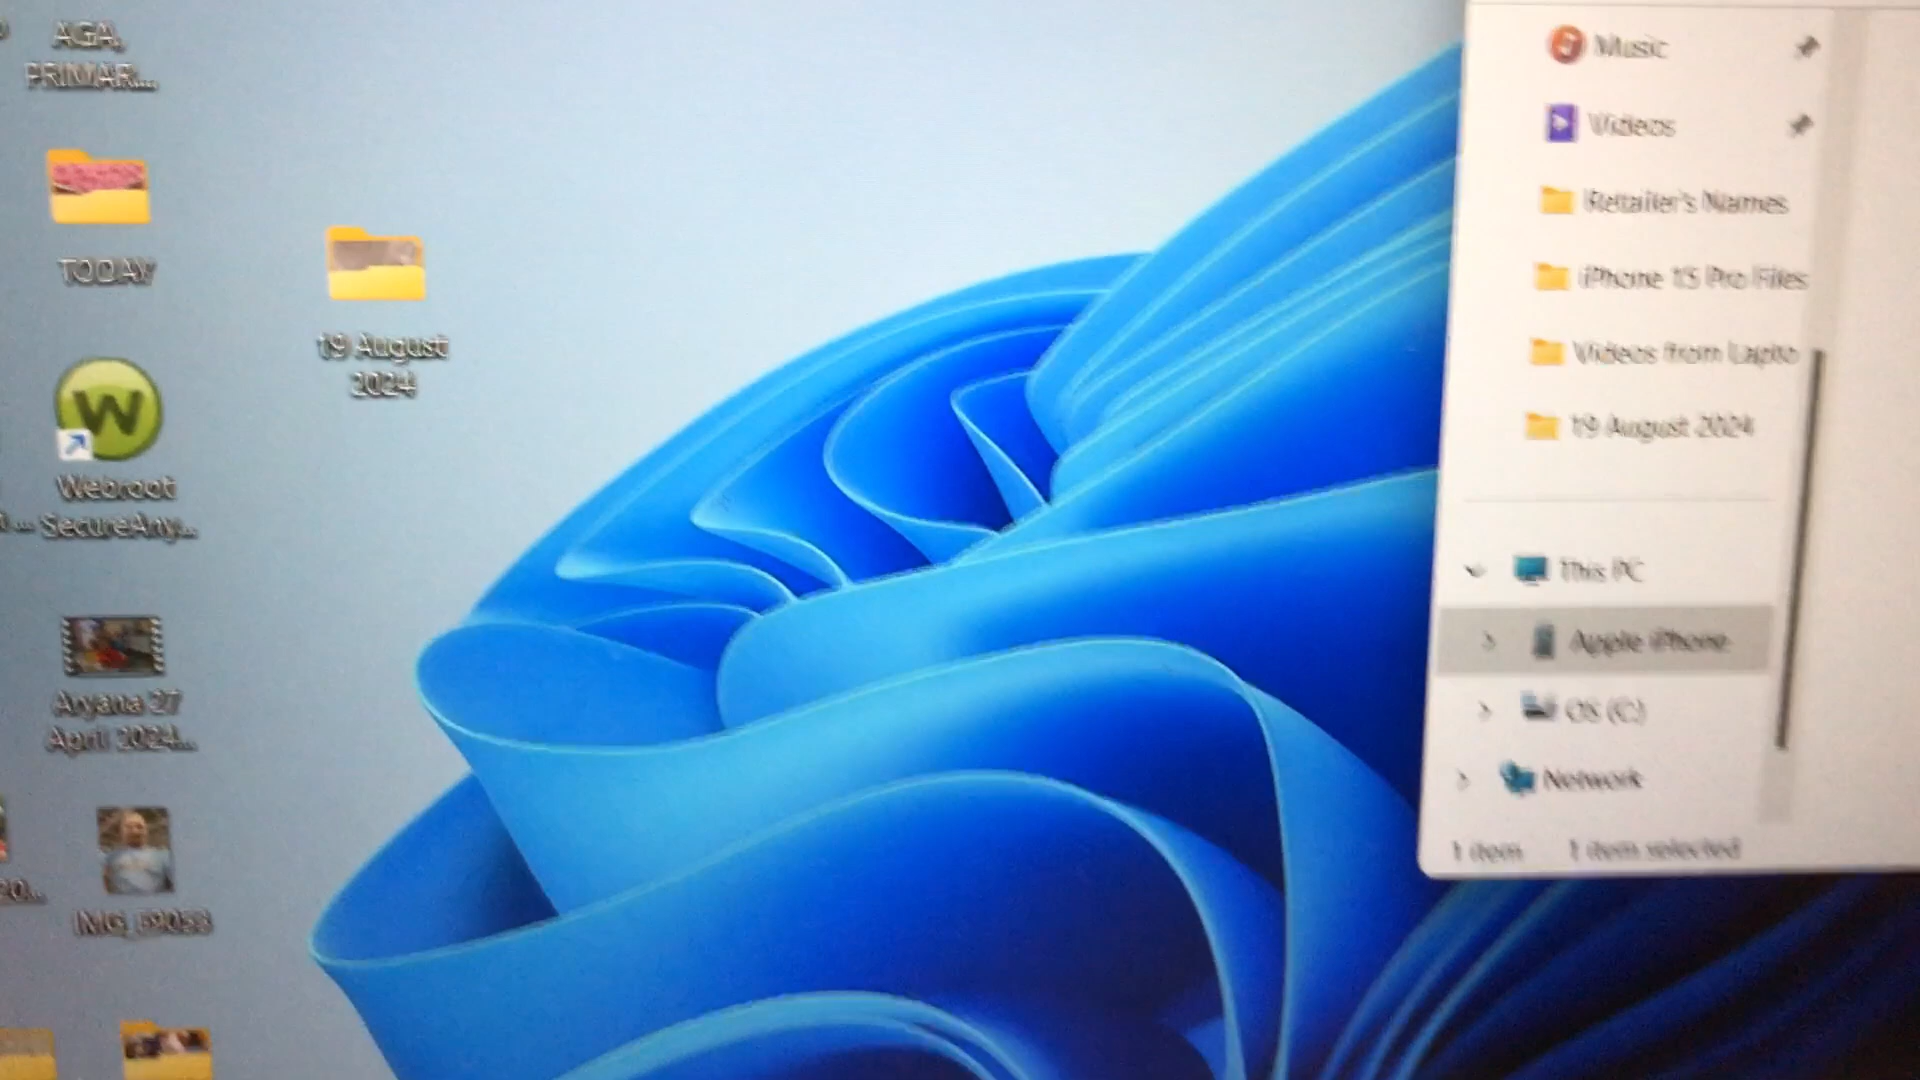 AGA,
PRIMAR...
TODAY
19 August
2024
Webroot
SecureAny...
Aryana 27
April 2024...
Music
Videos
Retailer's Names
iPhone 15 Pro Files
Videos from Lapto
19 August 2024
This PC
Apple iPhone
OS (C:)
Network
1 item 1 item selected